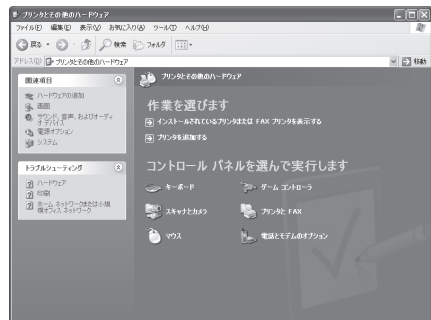 プリンタとその他のハードウェア
ファイル(F) 編集(E) 表示(V) お気に入り(A) ツール(T) ヘルプ(H)
戻る 検索 フォルダ
アドレス(D) プリンタとその他のハードウェア 移動
関連項目
ハードウェアの追加
画面
サウンド、音声、およびオーディオ デバイス
電源オプション
システム
トラブルシューティング
ハードウェア
印刷
ホーム ネットワークまたは小規模オフィス ネットワーク
プリンタとその他のハードウェア
作業を選びます
インストールされているプリンタまたは FAX プリンタを表示する
プリンタを追加する
コントロール パネルを選んで実行します
キーボード ゲーム コントローラ
スキャナとカメラ プリンタと FAX
マウス 電話とモデムのオプション